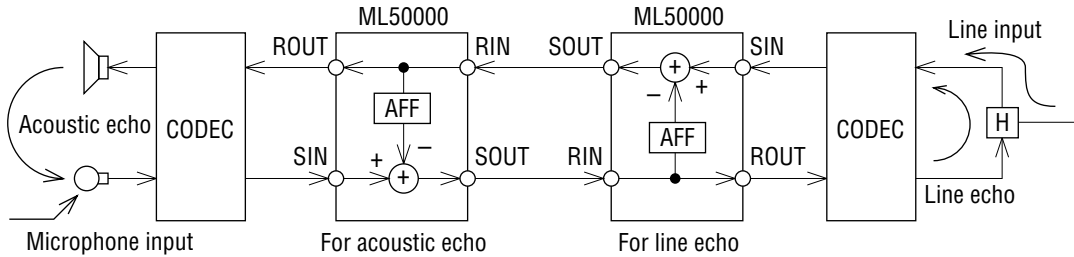 ML50000
ML50000
Line input
ROUT
RIN
SOUT
SIN
+
− +
AFF
H
Acoustic echo
CODEC
−
AFF
CODEC
SIN
+
SOUT
RIN
ROUT
+
Line echo
Microphone input
For acoustic echo
For line echo